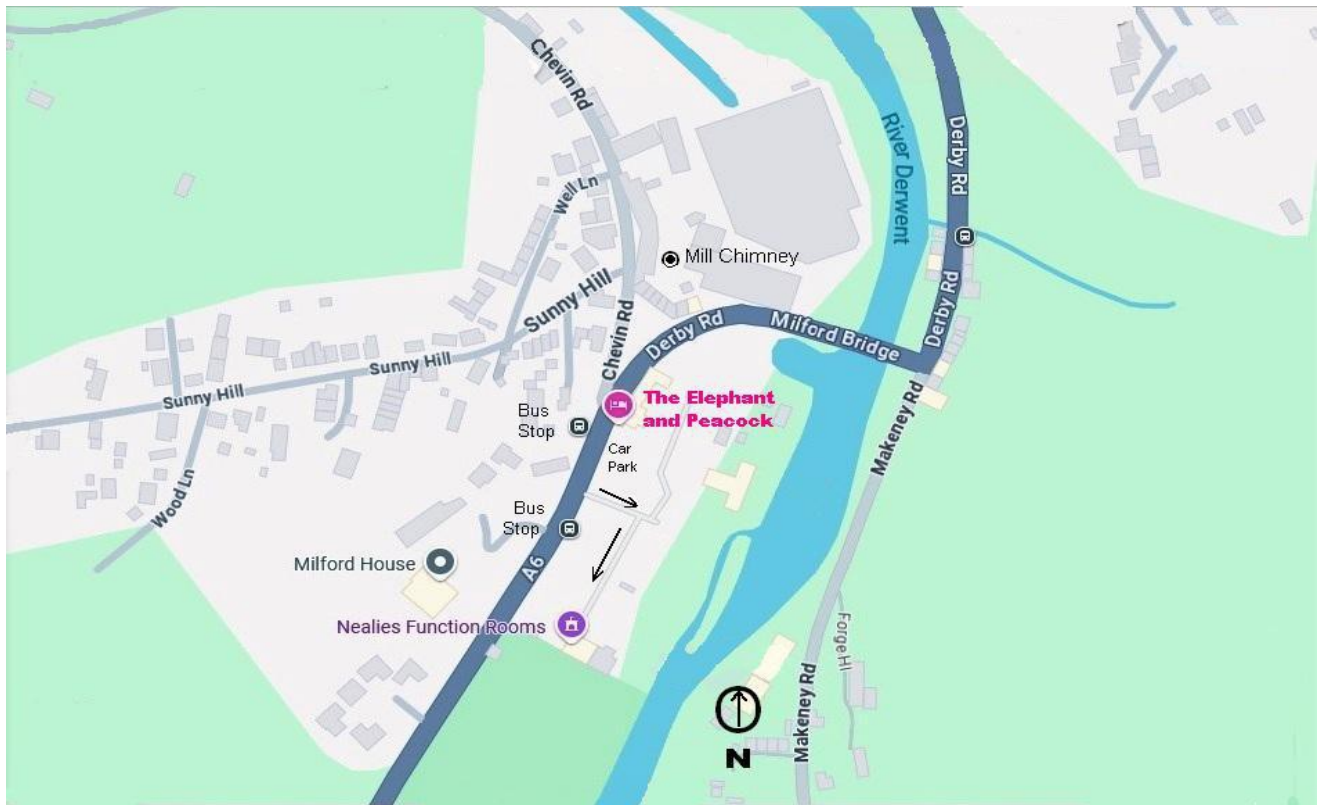 Chevin Rd
Derby Rd
River Derwent
Well Ln
Mill Chimney
Sunny Hill
Chevin Rd
Derby Rd
Milford Bridge
Derby Rd
Sunny Hill
Sunny Hill
The Elephant
and Peacock
Bus
Stop
Makeney Rd
Car
Park
Wood Ln
Bus
Stop
Milford House
A6
Nealies Function Rooms
Forge Hl
Makeney Rd
N